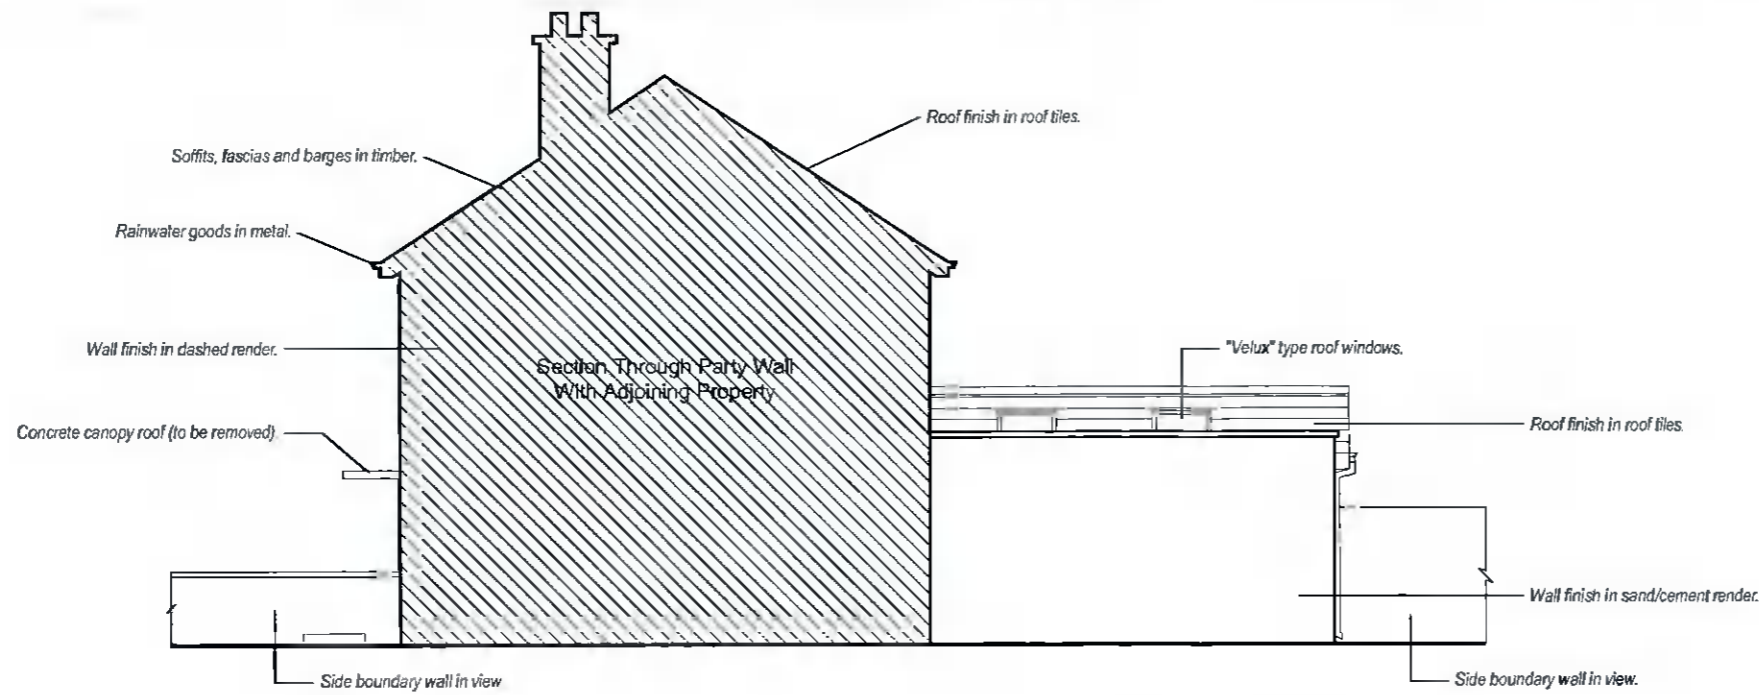 Roof finish in roof tiles.
Soffits, fascias and barges in timber.
Rainwater goods in metal.
Wall finish in dashed render.
"Velux" type roof windows.
Section Through Party Wall
With Adjoining Property
Concrete canopy roof (to be removed).
Roof finish in roof tiles.
Wall finish in sand/cement render.
Side boundary wall in view
Side boundary wall in view.